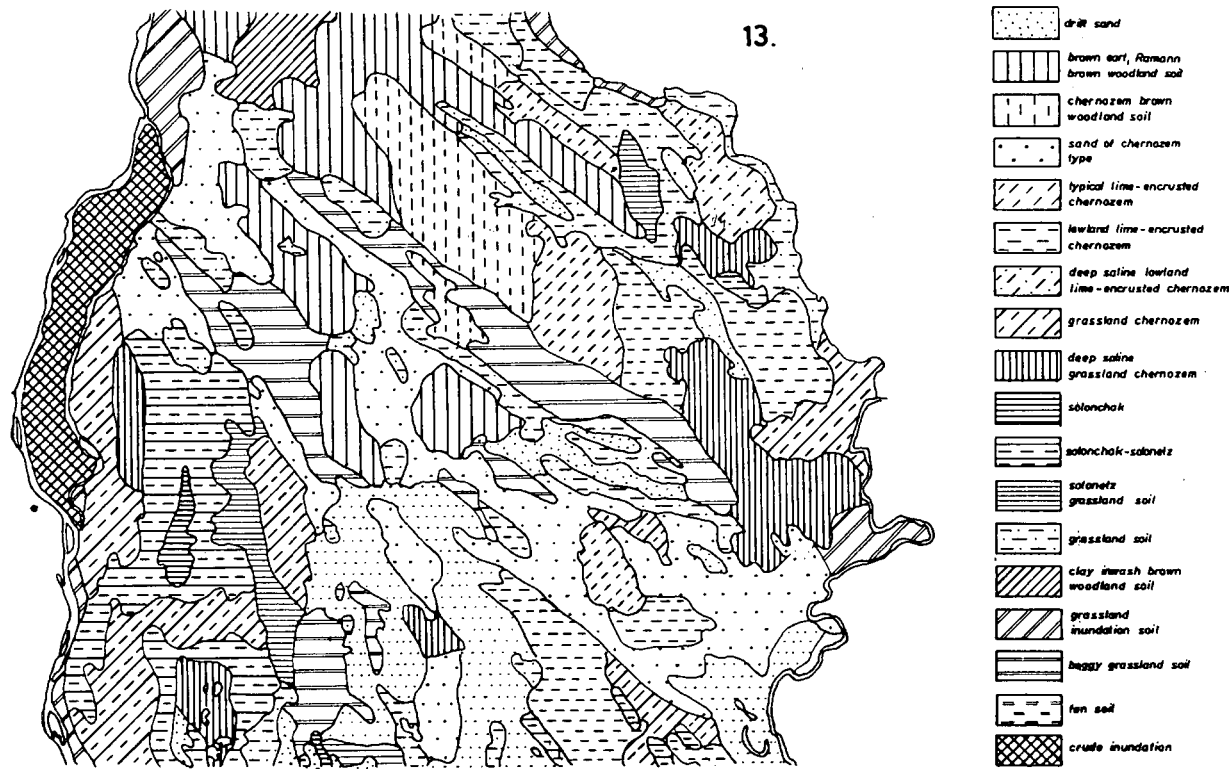 13.
drift sand
brown eart, Ramann
brown woodland soil
chernozem brown
woodland soil
sand of chernozem
type
typical lime-encrusted
chernozem
lowland lime-encrusted
chernozem
deep saline lowland
lime-encrusted chernozem
grassland chernozem
deep saline
grassland chernozem
solonchak
solonchak-solonetz
solonetz
grassland soil
grassland soil
clay inwash brown
woodland soil
grassland
inundation soil
boggy grassland soil
fen soil
crude inundation